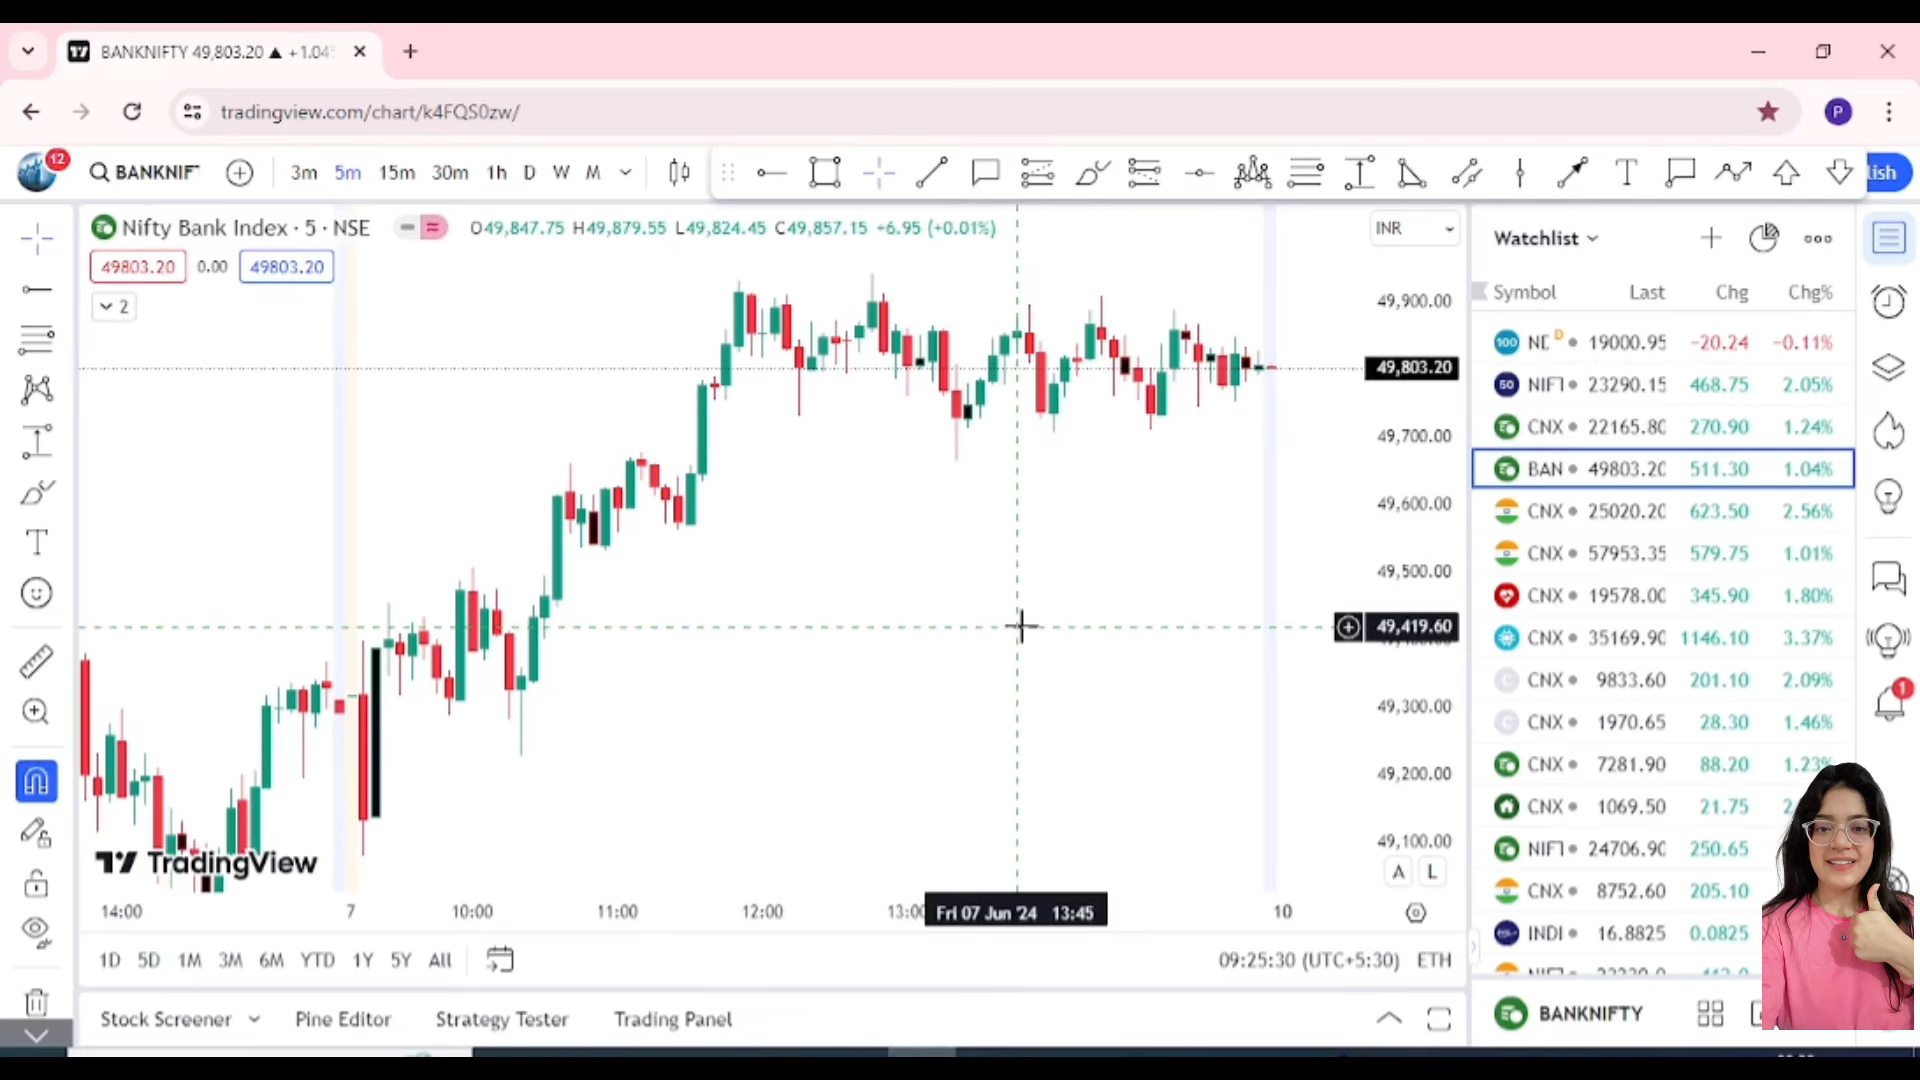 BANKNIFTY 49,803.20 ▲ +1.04
tradingview.com/chart/k4FQS0zw/
P
12
BANKNIF
3m 5m 15m 30m 1h D W M
lish
Nifty Bank Index · 5 · NSE
O49,847.75 H49,879.55 L49,824.45 C49,857.15 +6.95 (+0.01%)
INR
49803.20 0.00 49803.20
2
49,900.00
49,803.20
49,700.00
49,600.00
49,500.00
49,419.60
49,300.00
49,200.00
49,100.00
TradingView
A L
14:00 7 10:00 11:00 12:00 13:00 Fri 07 Jun '24 13:45 10
1D 5D 1M 3M 6M YTD 1Y 5Y All
09:25:30 (UTC+5:30) ETH
Stock Screener Pine Editor Strategy Tester Trading Panel
Watchlist
Symbol Last Chg Chg%
100 D 19000.95 -20.24 -0.11%
50 NIFT 23290.15 468.75 2.05%
CNX 22165.80 270.90 1.24%
BAN 49803.20 511.30 1.04%
CNX 25020.20 623.50 2.56%
CNX 57953.35 579.75 1.01%
CNX 19578.00 345.90 1.80%
CNX 35169.90 1146.10 3.37%
C CNX 9833.60 201.10 2.09%
C CNX 1970.65 28.30 1.46%
CNX 7281.90 88.20 1.23%
CNX 1069.50 21.75
NIFT 24706.90 250.65
CNX 8752.60 205.10
INDI 16.8825 0.0825
BANKNIFTY
1